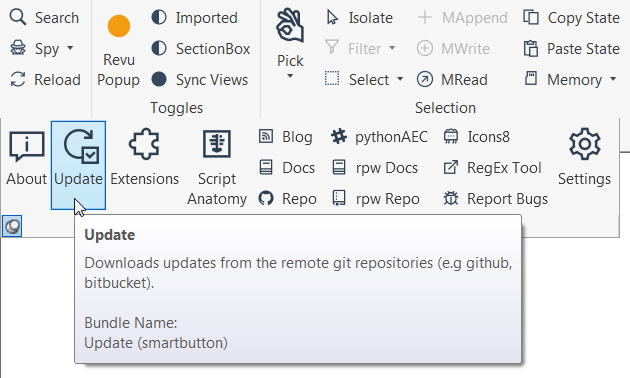 Search
Spy
Reload
Revu
Popup
Imported
SectionBox
Sync Views
Toggles
Pick
Isolate
Filter
Select
MAppend
MWrite
MRead
Copy State
Paste State
Memory
Selection
About
Update
Extensions
Script
Anatomy
Blog
Docs
Repo
pythonAEC
rpw Docs
rpw Repo
Icons8
RegEx Tool
Report Bugs
Settings
Update
Downloads updates from the remote git repositories (e.g github,
bitbucket).
Bundle Name:
Update (smartbutton)